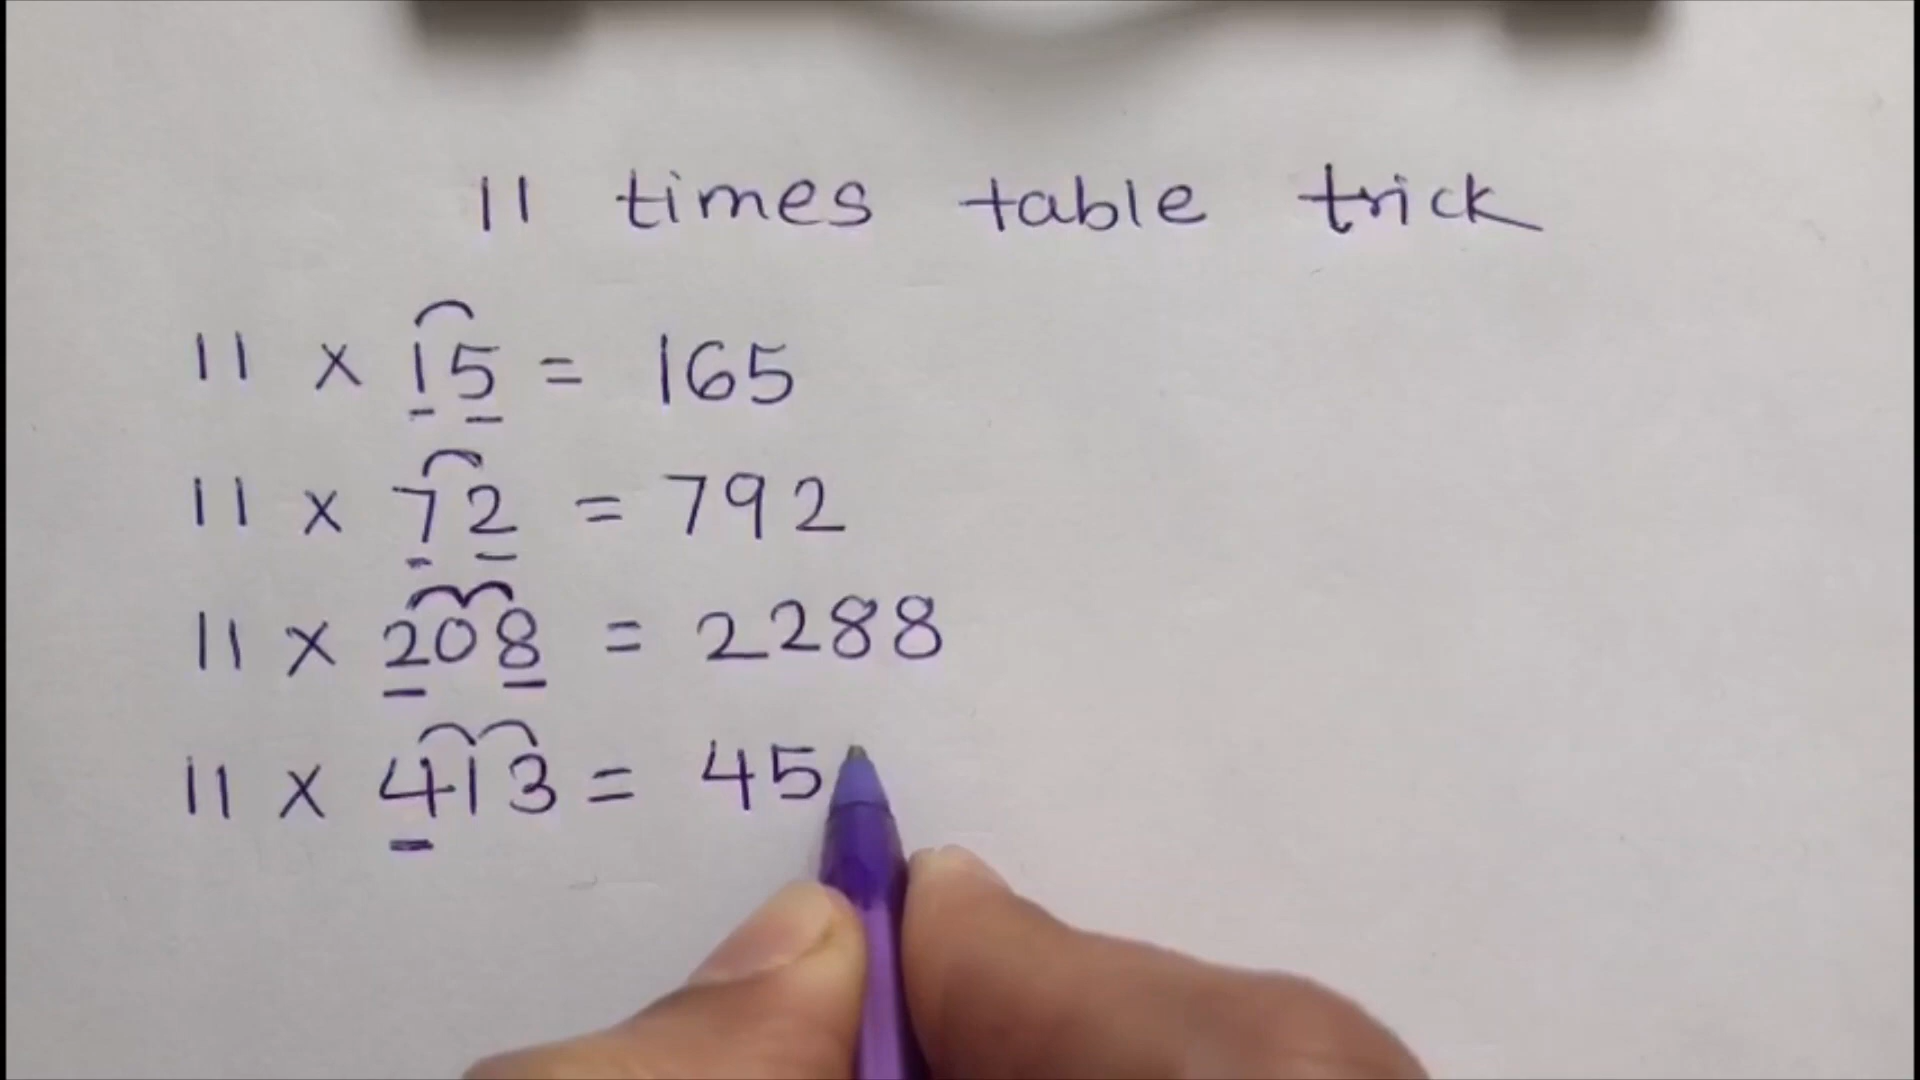 11 times table trick
11 x 15 = 165
11 x 72 = 792
11 x 208 = 2288
11 x 413 = 45